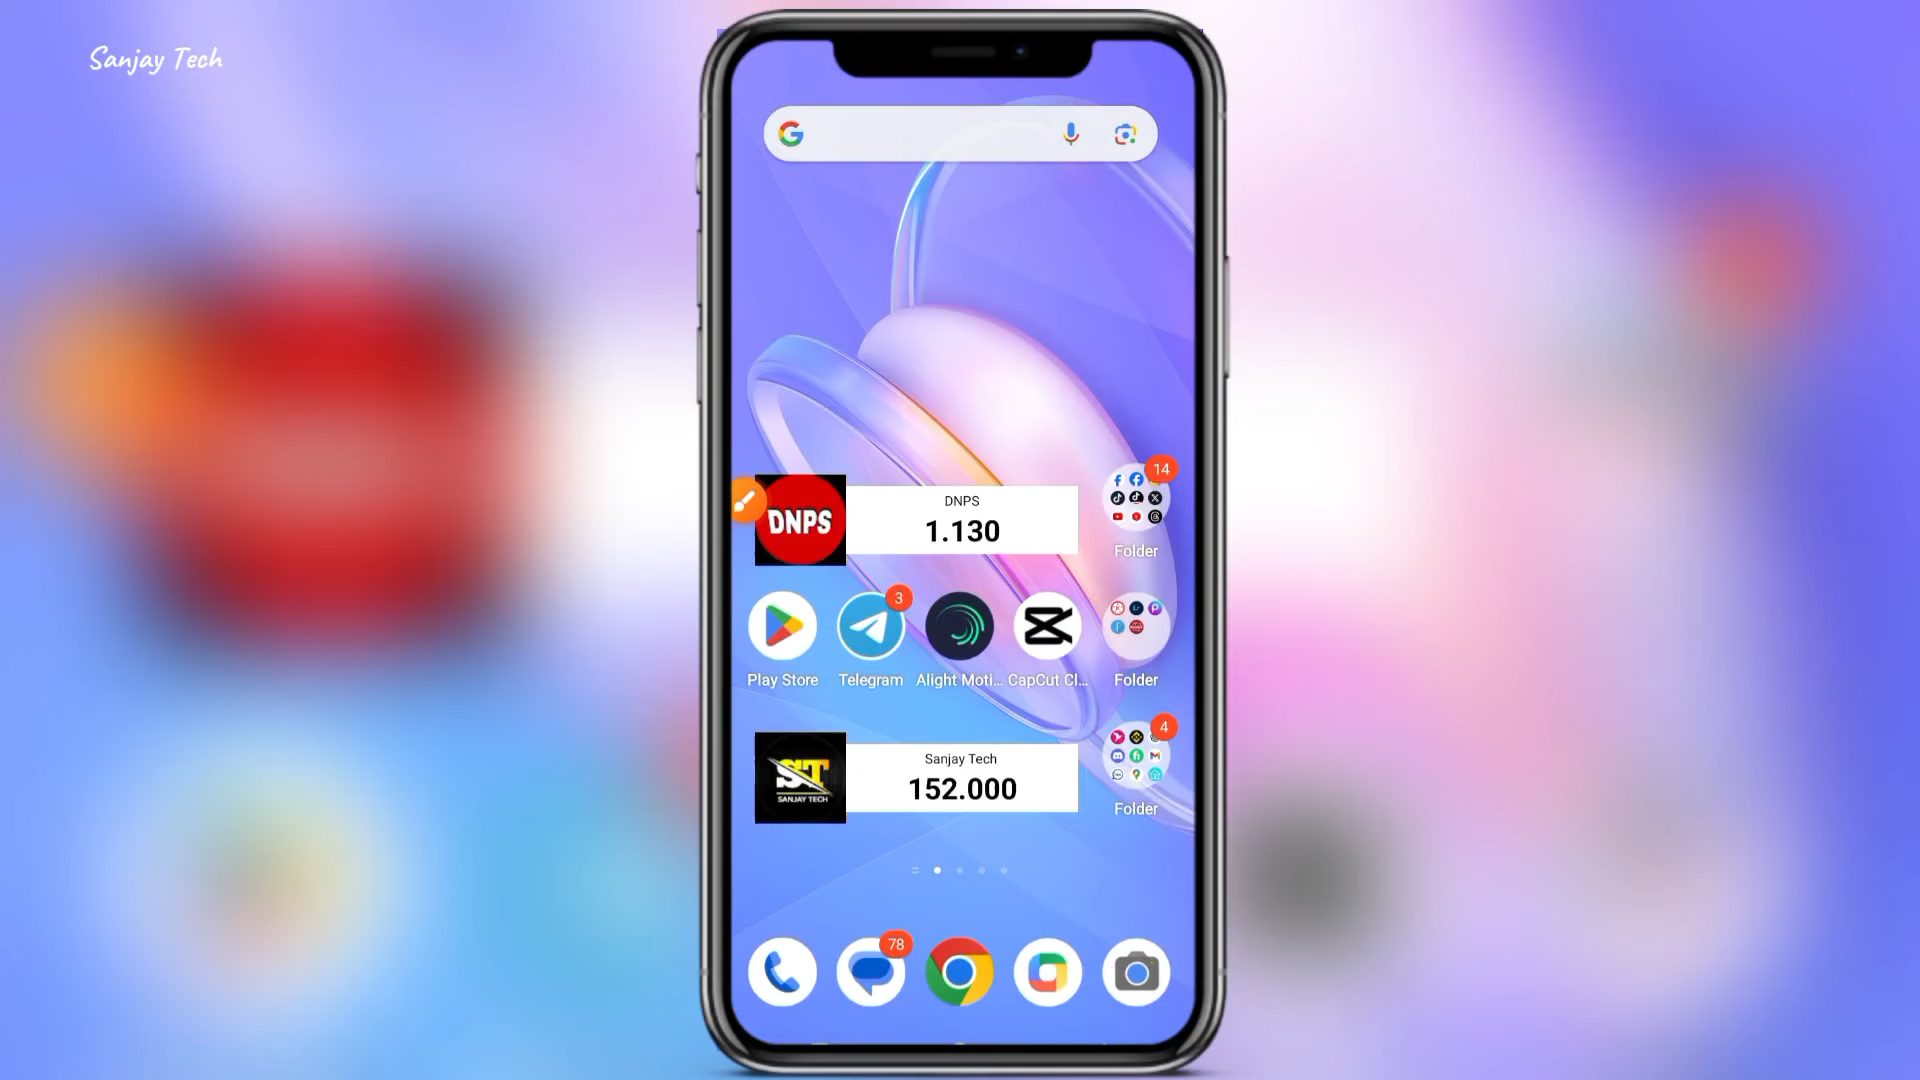 Sanjay Tech
14
DNPS
DNPS
1.130
Folder
3
Play Store
Telegram
Alight Moti...
CapCut Cl...
Folder
4
ST
SANJAY TECH
Sanjay Tech
152.000
Folder
78